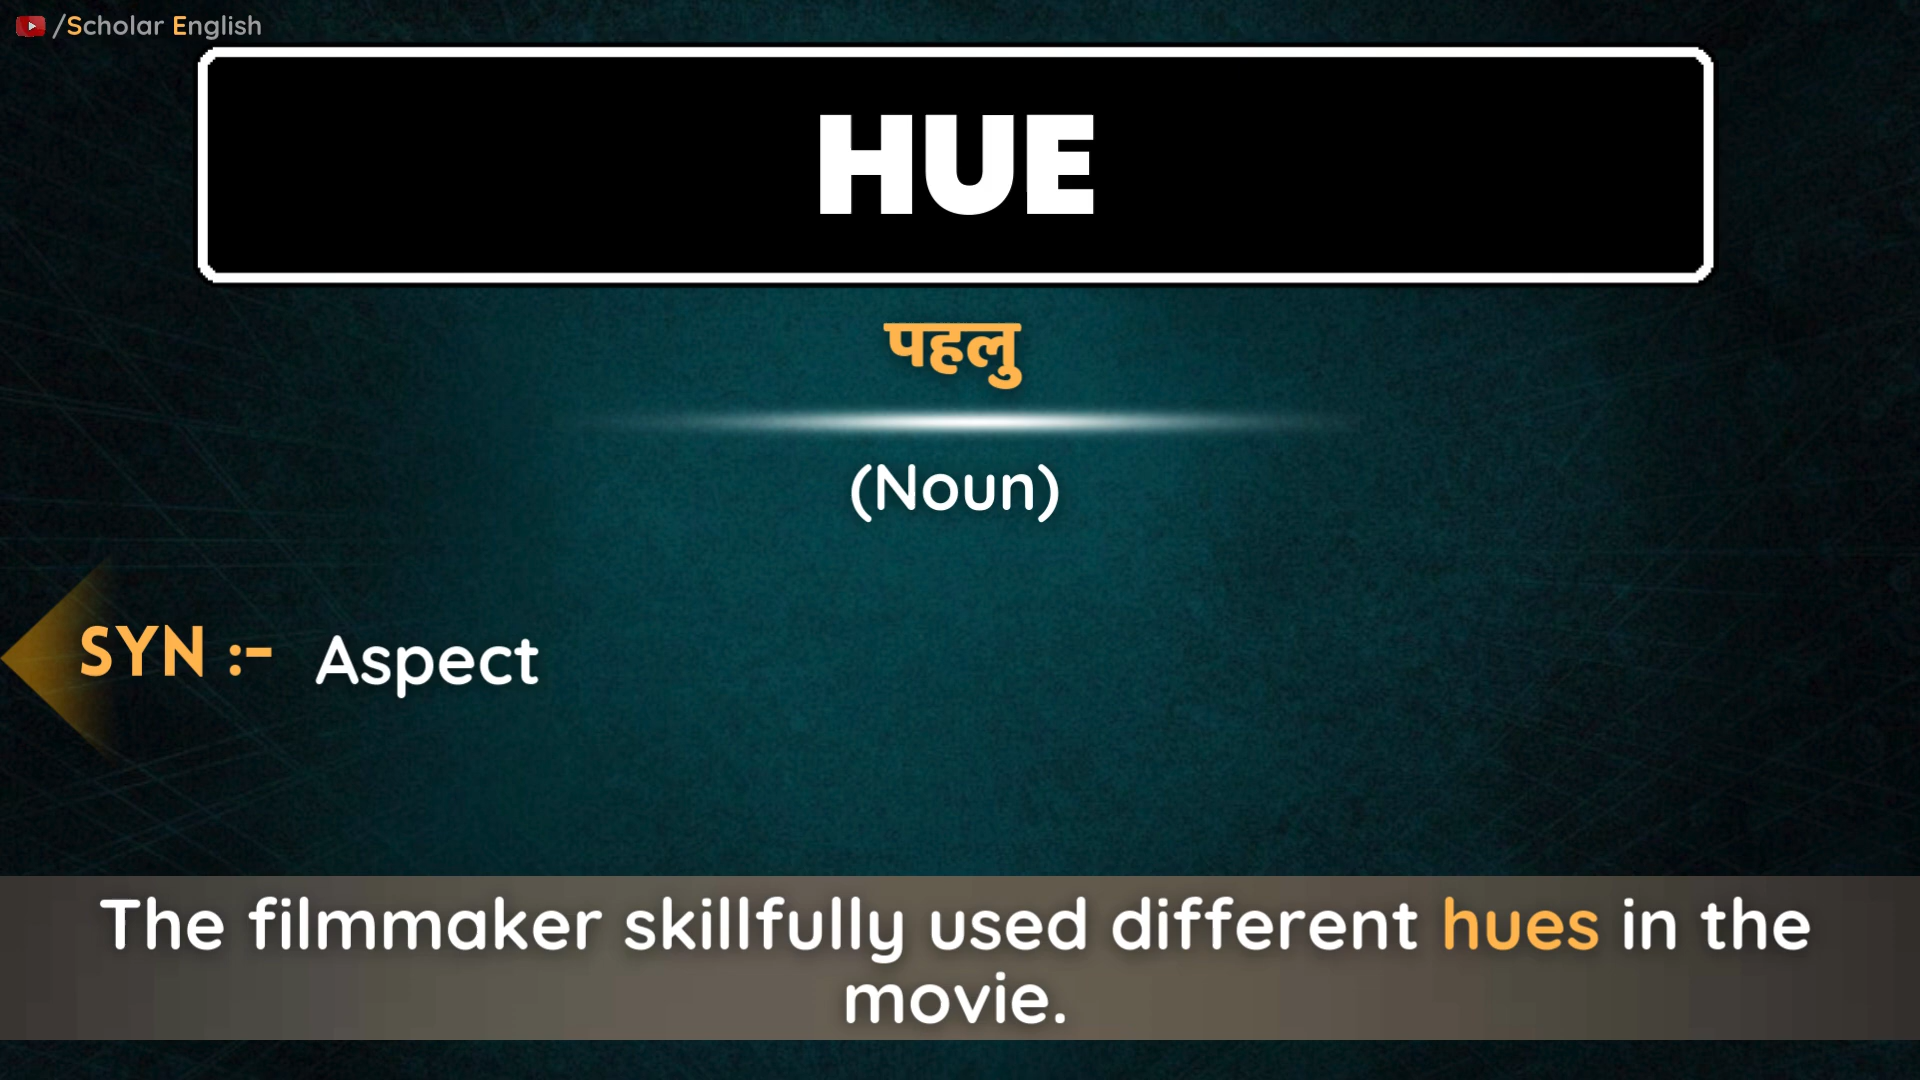 /Scholar English
HUE
पहलु
(Noun)
SYN :- Aspect
The filmmaker skillfully used different hues in the
movie.